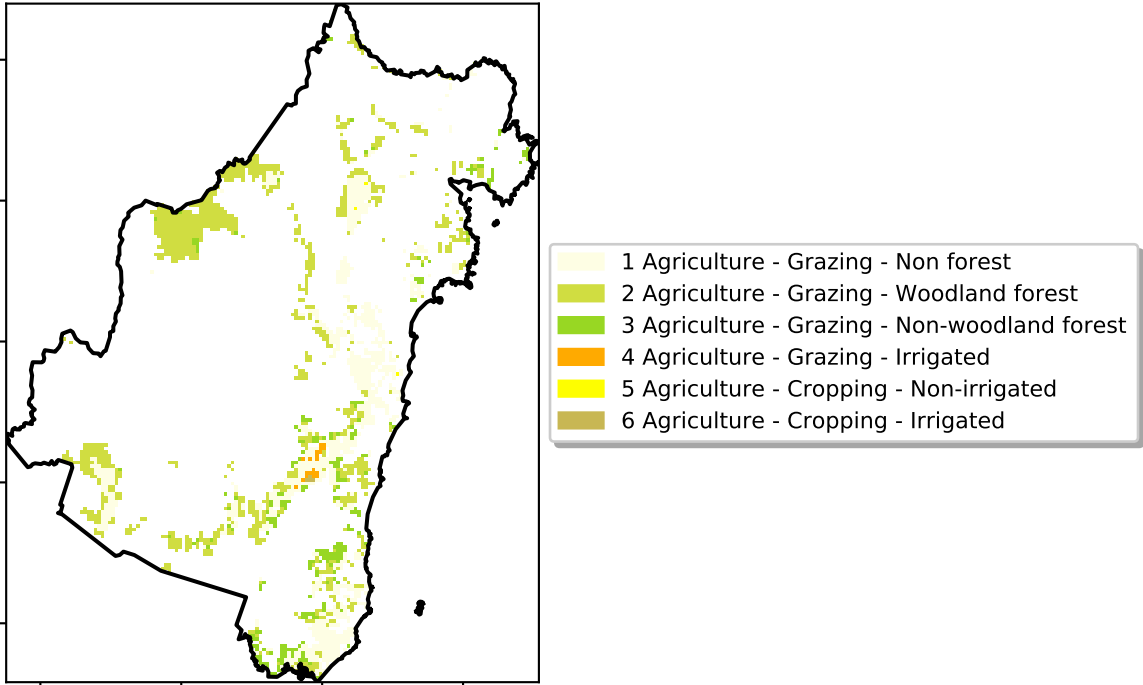 1 Agriculture - Grazing - Non forest
2 Agriculture - Grazing - Woodland forest
3 Agriculture - Grazing - Non-woodland forest
4 Agriculture - Grazing - Irrigated
5 Agriculture - Cropping - Non-irrigated
6 Agriculture - Cropping - Irrigated